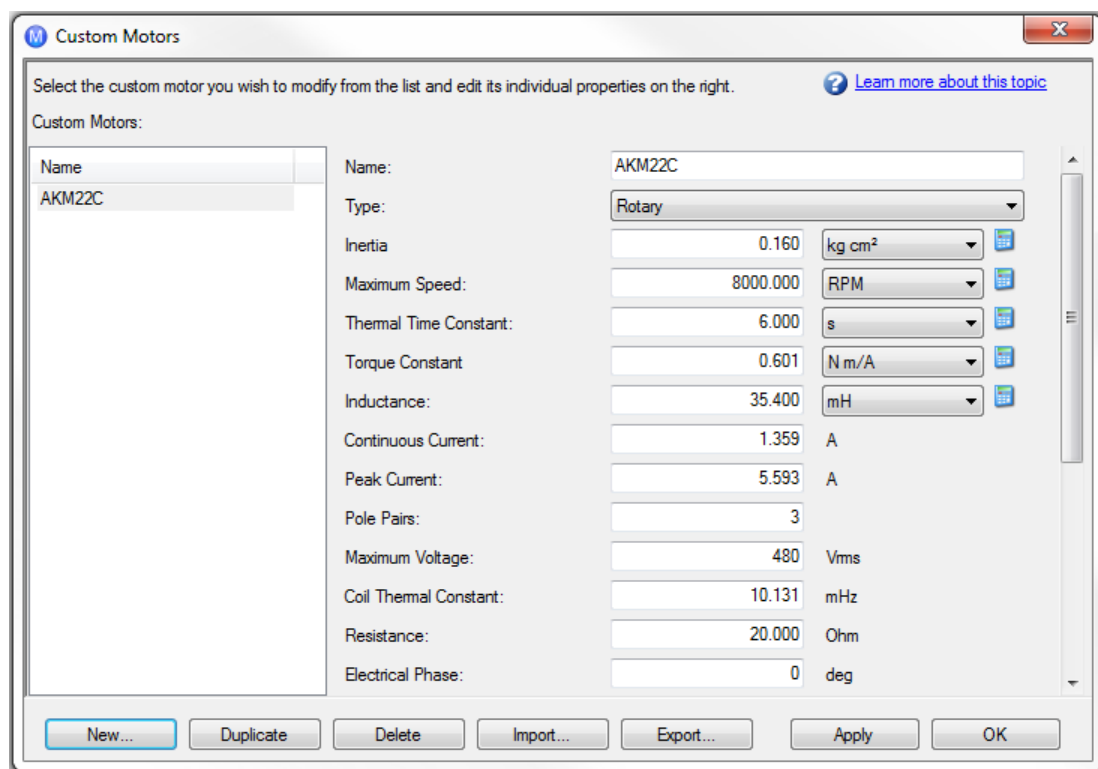 M Custom Motors X
Select the custom motor you wish to modify from the list and edit its individual properties on the right. ? Learn more about this topic
Custom Motors:
Name
AKM22C
Name: AKM22C
Type: Rotary
Inertia 0.160 kg cm²
Maximum Speed: 8000.000 RPM
Thermal Time Constant: 6.000 s
Torque Constant 0.601 N m/A
Inductance: 35.400 mH
Continuous Current: 1.359 A
Peak Current: 5.593 A
Pole Pairs: 3
Maximum Voltage: 480 Vrms
Coil Thermal Constant: 10.131 mHz
Resistance: 20.000 Ohm
Electrical Phase: 0 deg
New... Duplicate Delete Import... Export... Apply OK